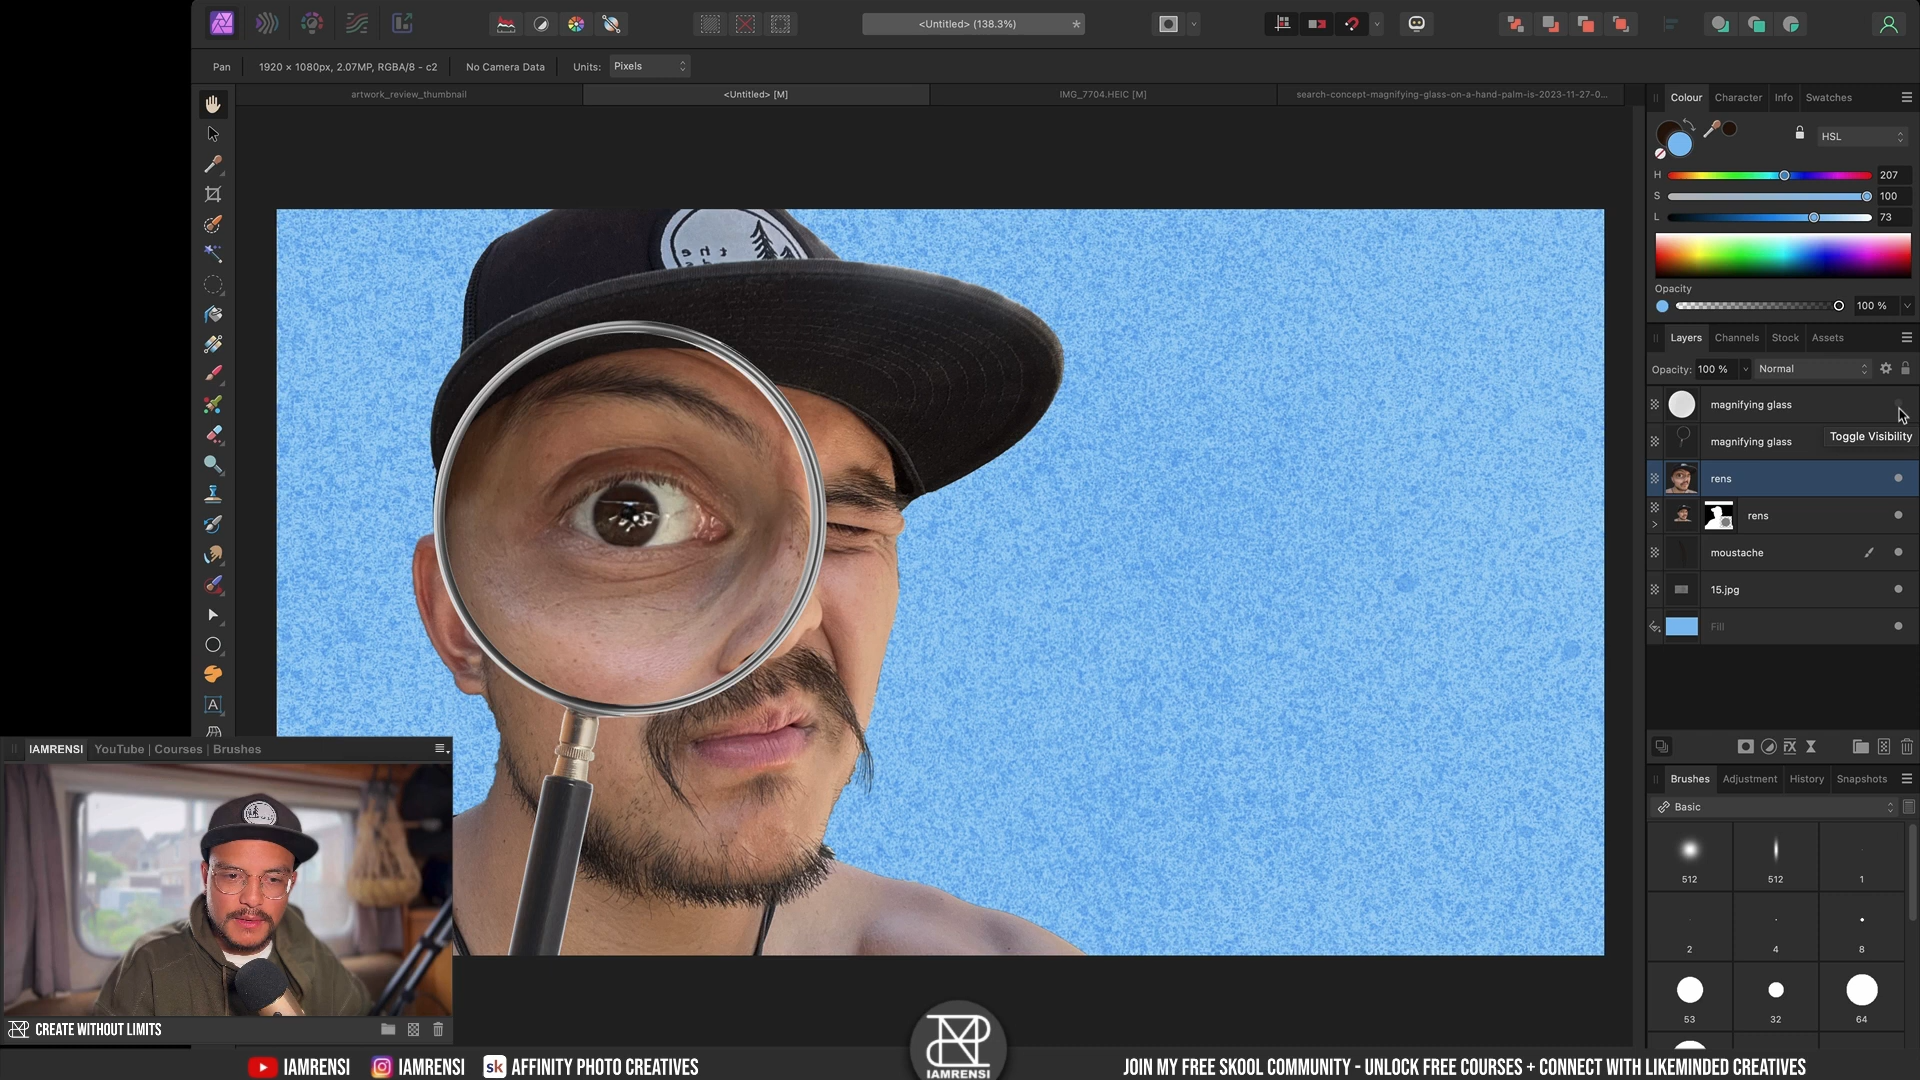 <Untitled> (138.3%)
*
Pan
1920 × 1080px, 2.07MP, RGBA/8 - c2
No Camera Data
Units:
Pixels
artwork_review_thumbnail
<Untitled> [M]
IMG_7704.HEIC [M]
search-concept-magnifying-glass-on-a-hand-palm-is-2023-11-27-0...
Colour
Character
Info
Swatches
HSL
H
207
S
100
L
73
Opacity
100 %
Layers
Channels
Stock
Assets
Opacity:
100 %
Normal
magnifying glass
magnifying glass
Toggle Visibility
rens
rens
moustache
15.jpg
Fill
Brushes
Adjustment
History
Snapshots
Basic
512
512
1
2
4
8
53
32
64
IAMRENSI
YouTube | Courses | Brushes
CREATE WITHOUT LIMITS
IAMRENSI
IAMRENSI
sk
AFFINITY PHOTO CREATIVES
IAMRENSI
JOIN MY FREE SKOOL COMMUNITY - UNLOCK FREE COURSES + CONNECT WITH LIKEMINDED CREATIVES